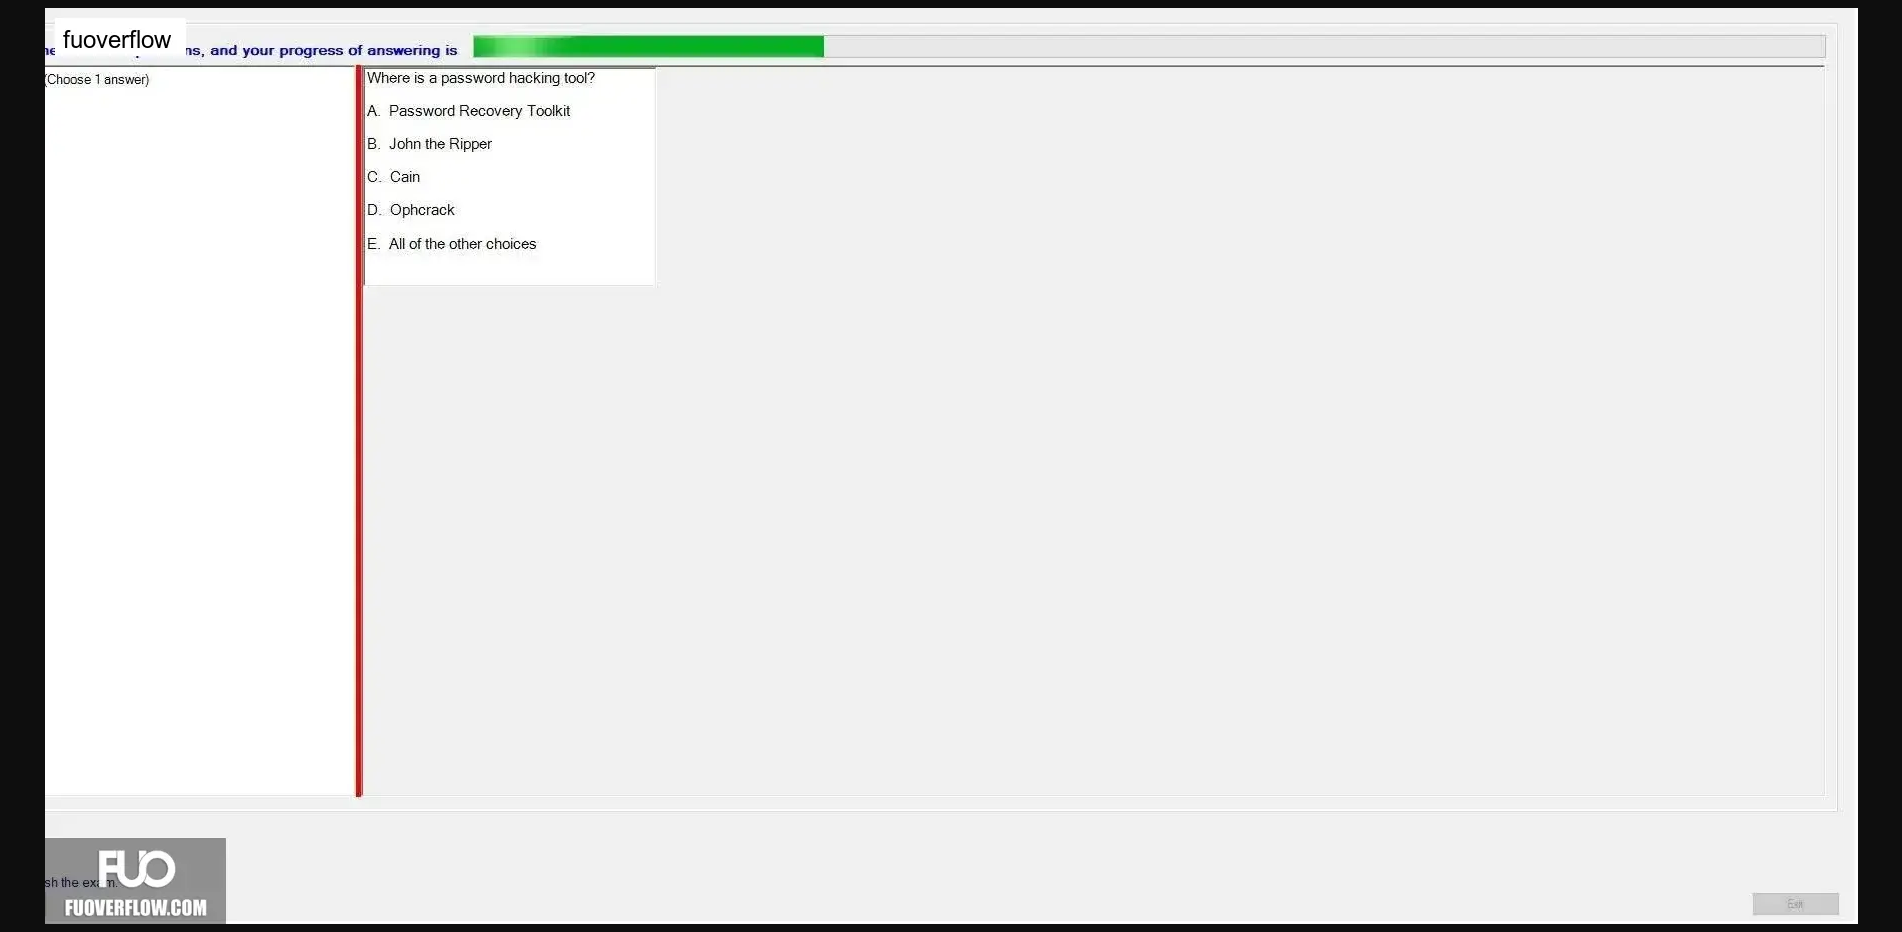 fuoverflow
ns, and your progress of answering is
(Choose 1 answer)
Where is a password hacking tool?
A. Password Recovery Toolkit
B. John the Ripper
C. Cain
D. Ophcrack
E. All of the other choices
FUO
sh the exam.
FUOVERFLOW.COM
Exit